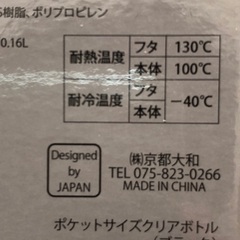 樹脂、ポリプロピレン
0.16L
耐熱温度 フタ 130℃
本体 100℃
耐冷温度 フタ －40℃
本体
Designed
by
JAPAN
㈱京都大和
TEL 075-823-0266
MADE IN CHINA
ポケットサイズクリアボトル